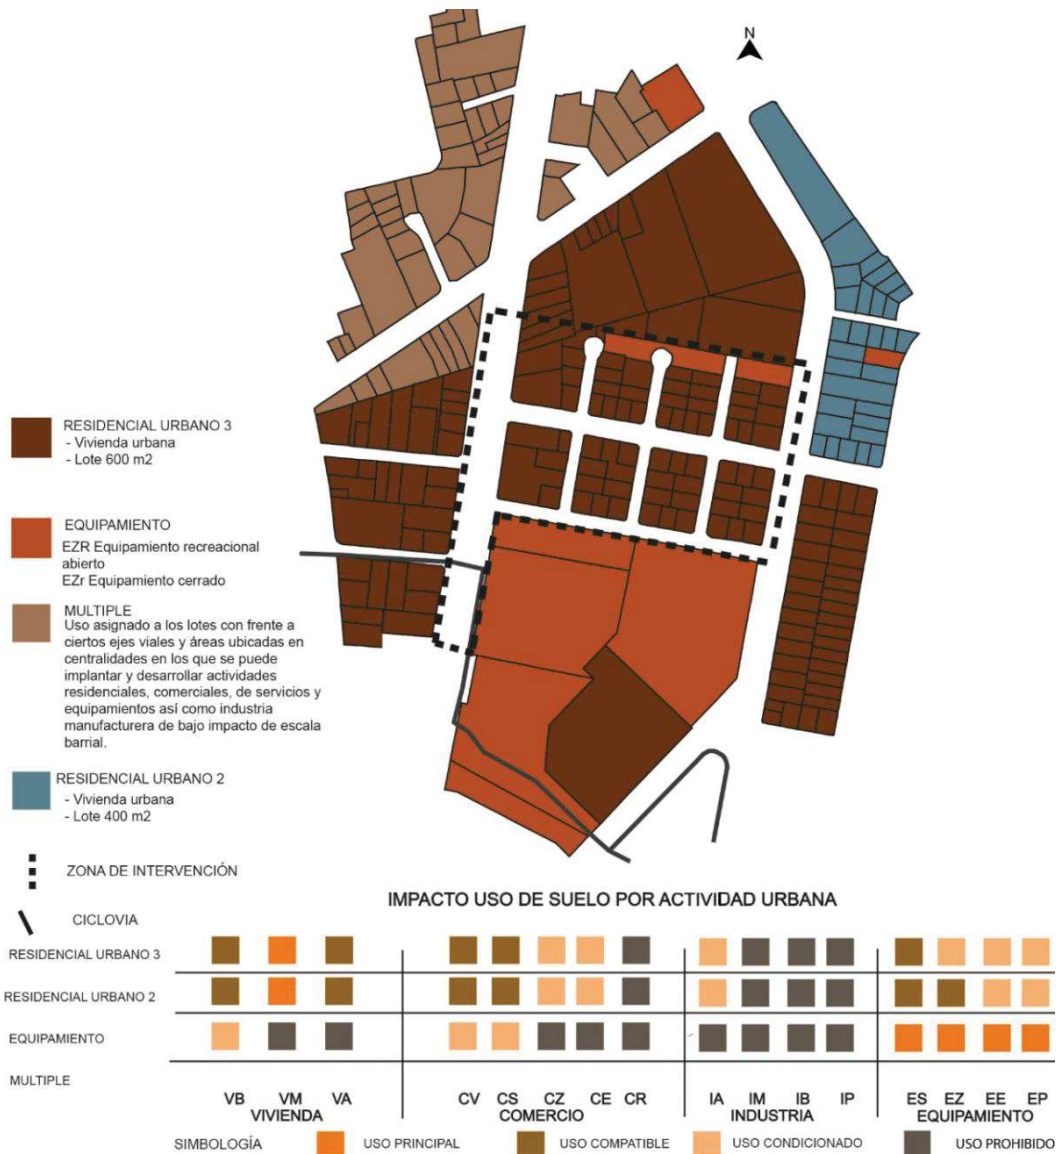 N
RESIDENCIAL URBANO 3
- Vivienda urbana
- Lote 600 m2
EQUIPAMIENTO
EZR Equipamiento recreacional
abierto
EZr Equipamiento cerrado
MULTIPLE
Uso asignado a los lotes con frente a
ciertos ejes viales y áreas ubicadas en
centralidades en los que se puede
implantar y desarrollar actividades
residenciales, comerciales, de servicios y
equipamientos así como industria
manufacturera de bajo impacto de escala
barrial.
RESIDENCIAL URBANO 2
- Vivienda urbana
- Lote 400 m2
ZONA DE INTERVENCIÓN
CICLOVIA
IMPACTO USO DE SUELO POR ACTIVIDAD URBANA
RESIDENCIAL URBANO 3
RESIDENCIAL URBANO 2
EQUIPAMIENTO
MULTIPLE
VB VM VA CV CS CZ CE CR IA IM IB IP ES EZ EE EP
VIVIENDA COMERCIO INDUSTRIA EQUIPAMIENTO
SIMBOLOGÍA USO PRINCIPAL USO COMPATIBLE USO CONDICIONADO USO PROHIBIDO